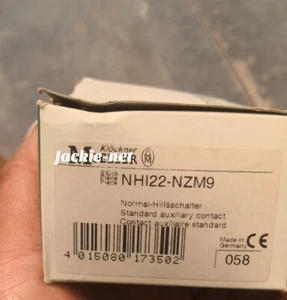 Jackie-net
M
Klöckner
NHI22-NZM9
Normal-Hilfsschalter
Standard auxiliary contact
Contact auxiliaire standard
Made in
Germany
CE
4 015080 173502
058